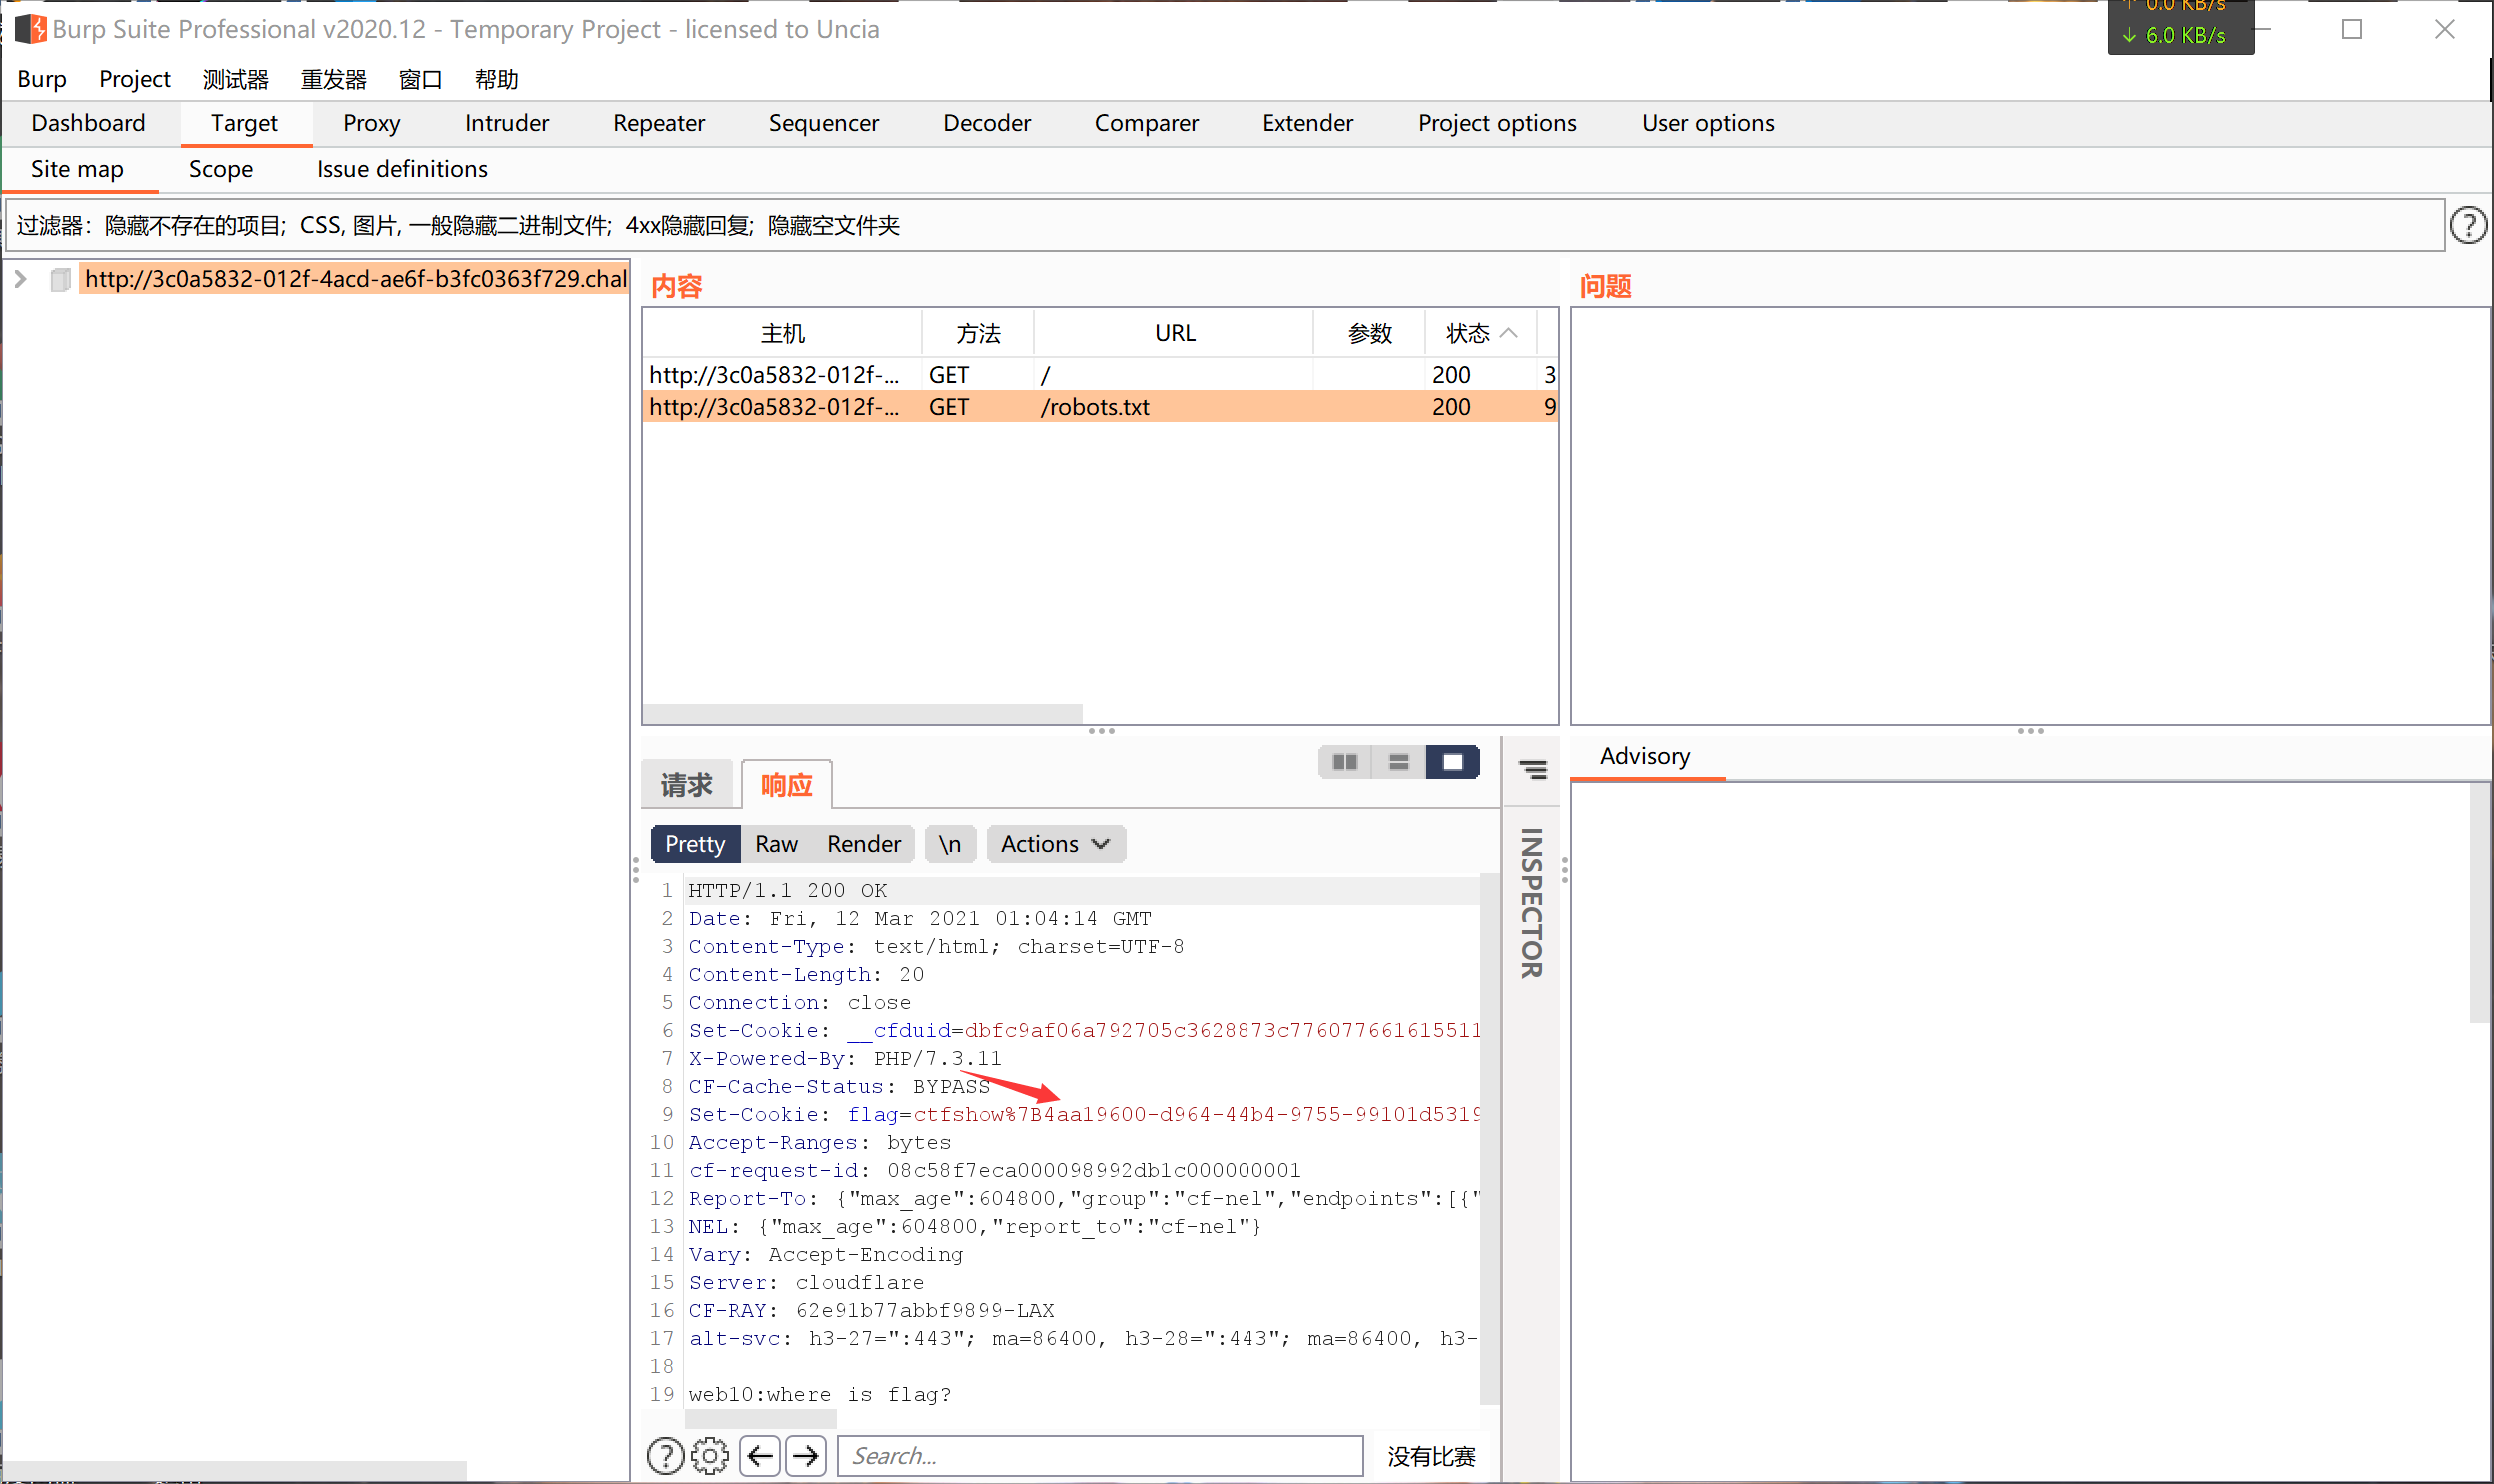 Burp Suite Professional v2020.12 - Temporary Project - licensed to Uncia
↑ 0.0 KB/s
↓ 6.0 KB/s
Burp Project 测试器 重发器 窗口 帮助
Dashboard Target Proxy Intruder Repeater Sequencer Decoder Comparer Extender Project options User options
Site map Scope Issue definitions
过滤器：隐藏不存在的项目; CSS, 图片, 一般隐藏二进制文件; 4xx隐藏回复; 隐藏空文件夹
http://3c0a5832-012f-4acd-ae6f-b3fc0363f729.chal
内容
主机 方法 URL 参数 状态
http://3c0a5832-012f-... GET / 200 3
http://3c0a5832-012f-... GET /robots.txt 200 9
问题
请求 响应
Pretty Raw Render \n Actions
1 HTTP/1.1 200 OK
2 Date: Fri, 12 Mar 2021 01:04:14 GMT
3 Content-Type: text/html; charset=UTF-8
4 Content-Length: 20
5 Connection: close
6 Set-Cookie: __cfduid=dbfc9af06a792705c3628873c776077661615511
7 X-Powered-By: PHP/7.3.11
8 CF-Cache-Status: BYPASS
9 Set-Cookie: flag=ctfshow%7B4aa19600-d964-44b4-9755-99101d5319
10 Accept-Ranges: bytes
11 cf-request-id: 08c58f7eca000098992db1c000000001
12 Report-To: {"max_age":604800,"group":"cf-nel","endpoints":[{"
13 NEL: {"max_age":604800,"report_to":"cf-nel"}
14 Vary: Accept-Encoding
15 Server: cloudflare
16 CF-RAY: 62e91b77abbf9899-LAX
17 alt-svc: h3-27=":443"; ma=86400, h3-28=":443"; ma=86400, h3-
18
19 web10:where is flag?
Search...
没有比赛
INSPECTOR
Advisory